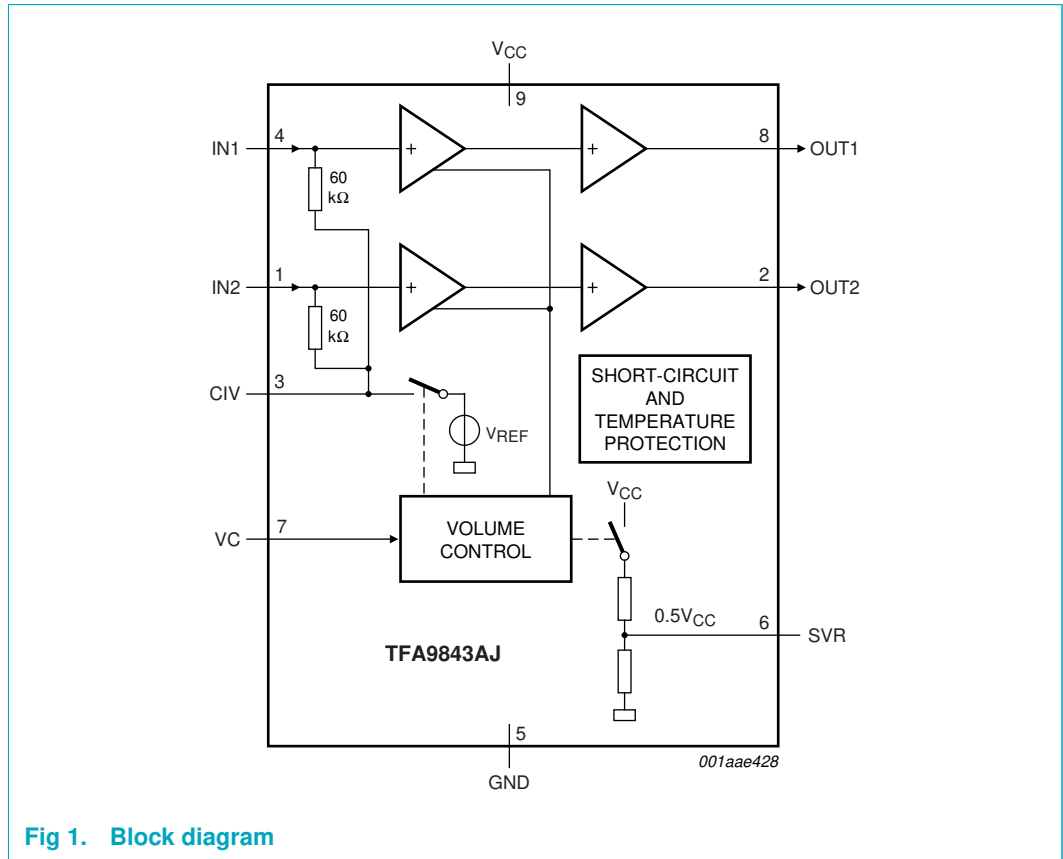 VCC
9
IN1
4
8
OUT1
+
+
60
kΩ
IN2
1
2
OUT2
+
+
60
kΩ
CIV
3
VREF
SHORT-CIRCUIT
AND
TEMPERATURE
PROTECTION
VCC
VC
7
VOLUME
CONTROL
0.5VCC
6
SVR
TFA9843AJ
5
GND
001aae428
Fig 1. Block diagram